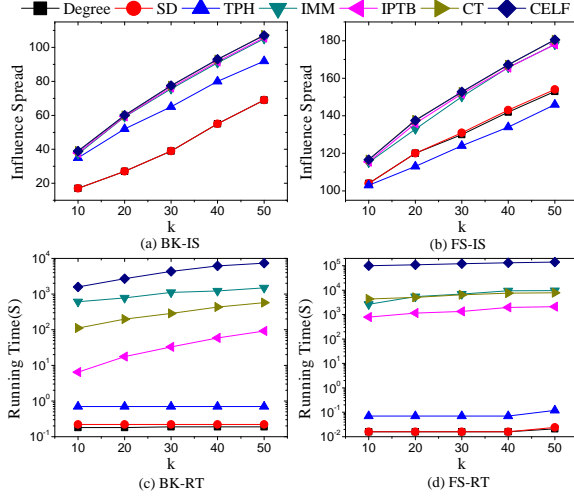 Degree SD TPH IMM IPTB CT CELF
Influence Spread
100
80
60
40
20
10 20 30 40 50
k
(a) BK-IS
Influence Spread
180
160
140
120
100
10 20 30 40 50
k
(b) FS-IS
Running Time(S)
10^4
10^3
10^2
10^1
10^0
10^-1
10 20 30 40 50
k
(c) BK-RT
Running Time(S)
10^5
10^4
10^3
10^2
10^1
10^0
10^-1
10^-2
10 20 30 40 50
k
(d) FS-RT